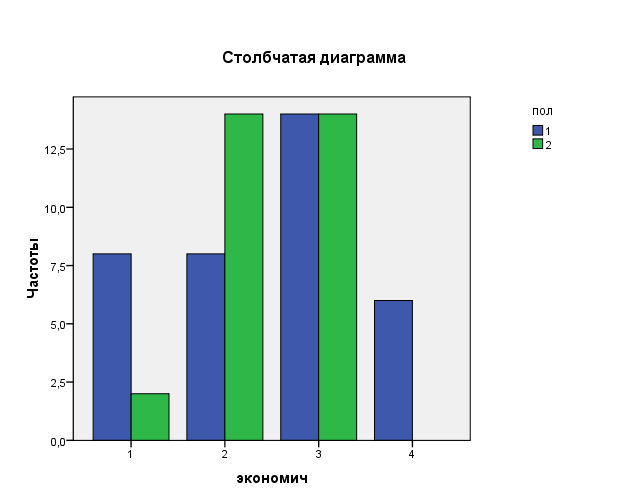 Столбчатая диаграмма
пол
1
2
Частоты
12,5
10,0
7,5
5,0
2,5
0,0
1 2 3 4
экономич